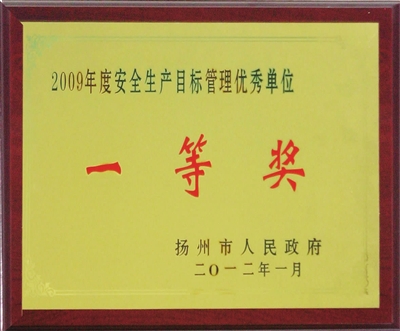 2009年度安全生产目标管理优秀单位
一等奖
扬州市人民政府
二〇一二年一月